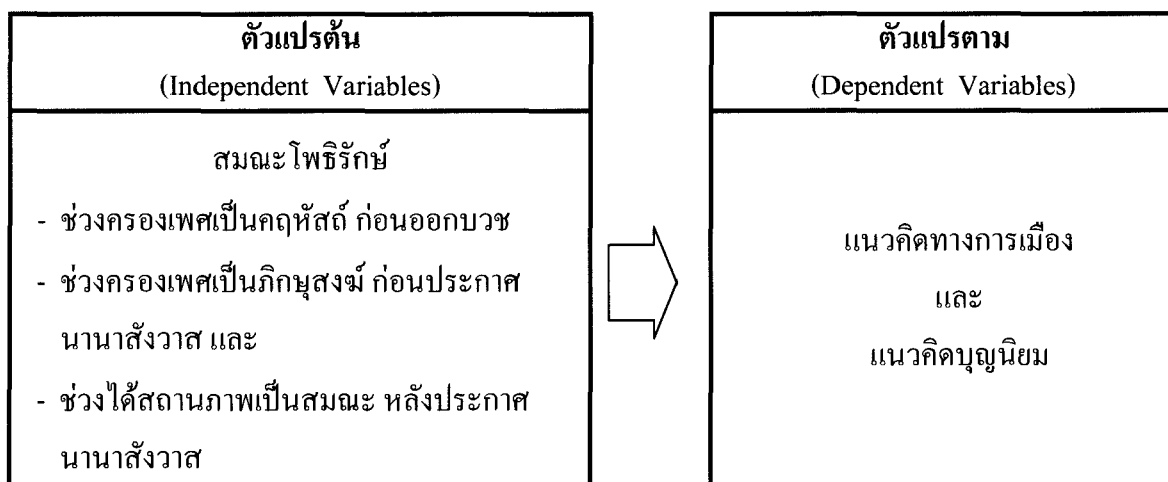 ตัวแปรต้น
(Independent Variables)
สมณะโพธิรักษ์
- ช่วงครองเพศเป็นคฤหัสถ์ ก่อนออกบวช
- ช่วงครองเพศเป็นภิกษุสงฆ์ ก่อนประกาศ
นานาสังวาส และ
- ช่วงได้สถานภาพเป็นสมณะ หลังประกาศ
นานาสังวาส
ตัวแปรตาม
(Dependent Variables)
แนวคิดทางการเมือง
และ
แนวคิดบุญนิยม